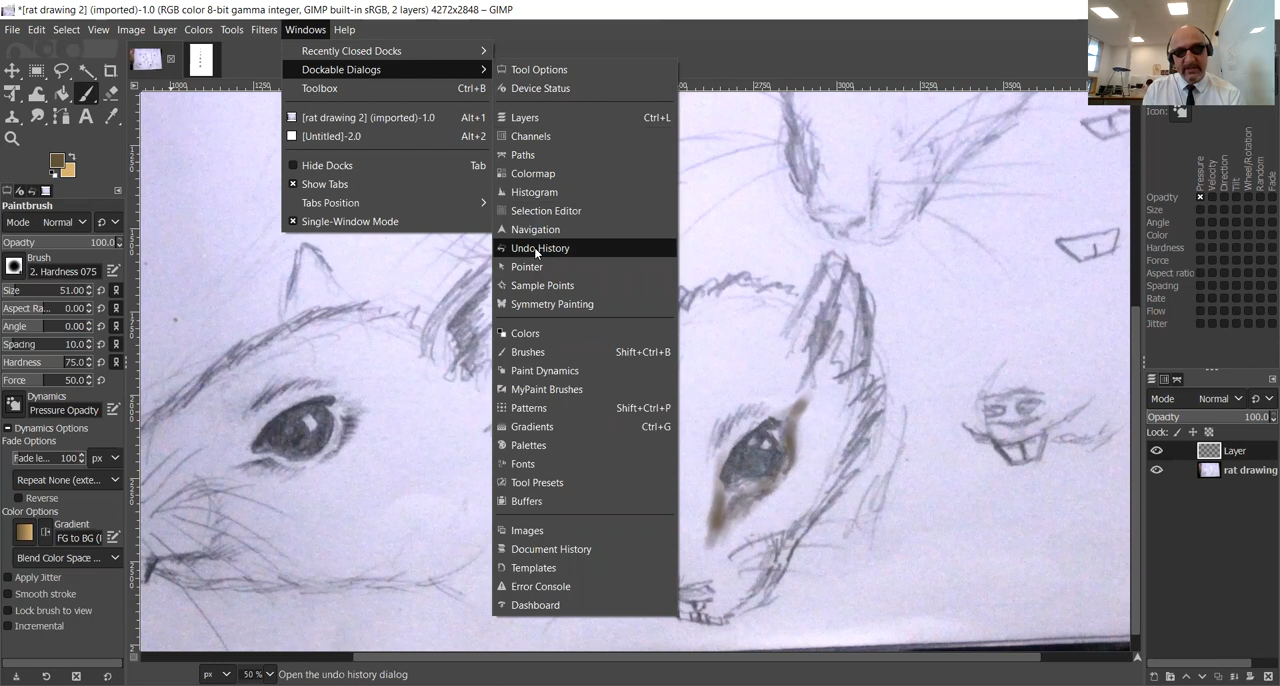 *[rat drawing 2] (imported)-1.0 (RGB color 8-bit gamma integer, GIMP built-in sRGB, 2 layers) 4272x2848 – GIMP
File Edit Select View Image Layer Colors Tools Filters Windows Help
Recently Closed Docks
Dockable Dialogs
Toolbox Ctrl+B
[rat drawing 2] (imported)-1.0 Alt+1
[Untitled]-2.0 Alt+2
Hide Docks Tab
Show Tabs
Tabs Position
Single-Window Mode
Tool Options
Device Status
Layers Ctrl+L
Channels
Paths
Colormap
Histogram
Selection Editor
Navigation
Undo History
Pointer
Sample Points
Symmetry Painting
Colors
Brushes Shift+Ctrl+B
Paint Dynamics
MyPaint Brushes
Patterns Shift+Ctrl+P
Gradients Ctrl+G
Palettes
Fonts
Tool Presets
Buffers
Images
Document History
Templates
Error Console
Dashboard
1000 1250 2750 3000 3250
Paintbrush
Mode Normal
Opacity 100.0
Brush
2. Hardness 075
Size 51.00
Aspect Ra... 0.00
Angle 0.00
Spacing 10.0
Hardness 75.0
Force 50.0
Dynamics
Pressure Opacity
Dynamics Options
Fade Options
Fade le... 100 px
Repeat None (exte...
Reverse
Color Options
Gradient
FG to BG (
Blend Color Space ...
Apply Jitter
Smooth stroke
Lock brush to view
Incremental
px 50 % Open the undo history dialog
Icon:
Pressure
Velocity
Direction
Tilt
Wheel/Rotation
Random
Fade
Opacity
Size
Angle
Color
Hardness
Force
Aspect ratio
Spacing
Rate
Flow
Jitter
Mode Normal
Opacity 100.0
Lock:
Layer
rat drawing